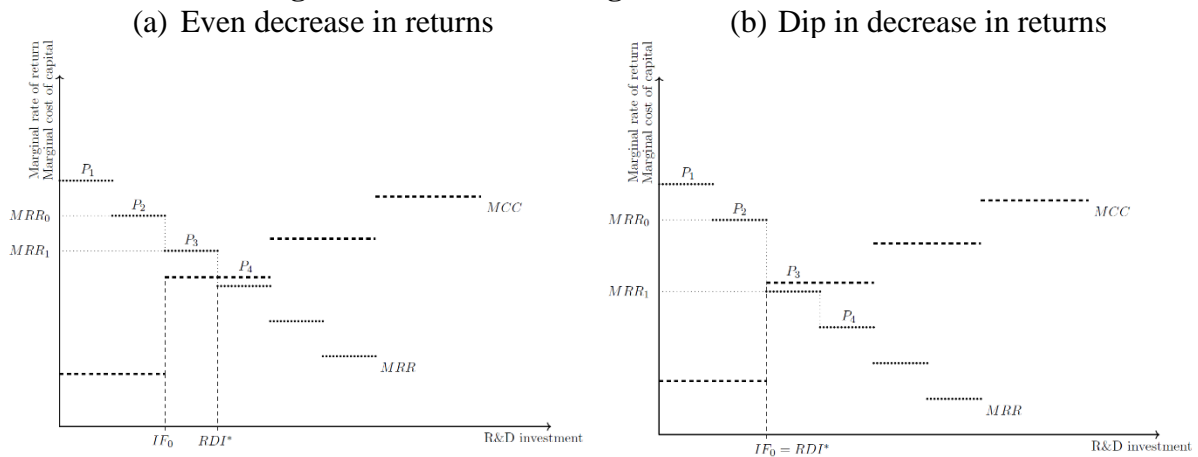 (a) Even decrease in returns
Marginal rate of return
Marginal cost of capital
P₁
MRR₀
P₂
MRR₁
P₃
P₄
MCC
MRR
IF₀
RDI*
R&D investment
(b) Dip in decrease in returns
Marginal rate of return
Marginal cost of capital
P₁
MRR₀
P₂
MRR₁
P₃
P₄
MCC
MRR
IF₀ = RDI*
R&D investment